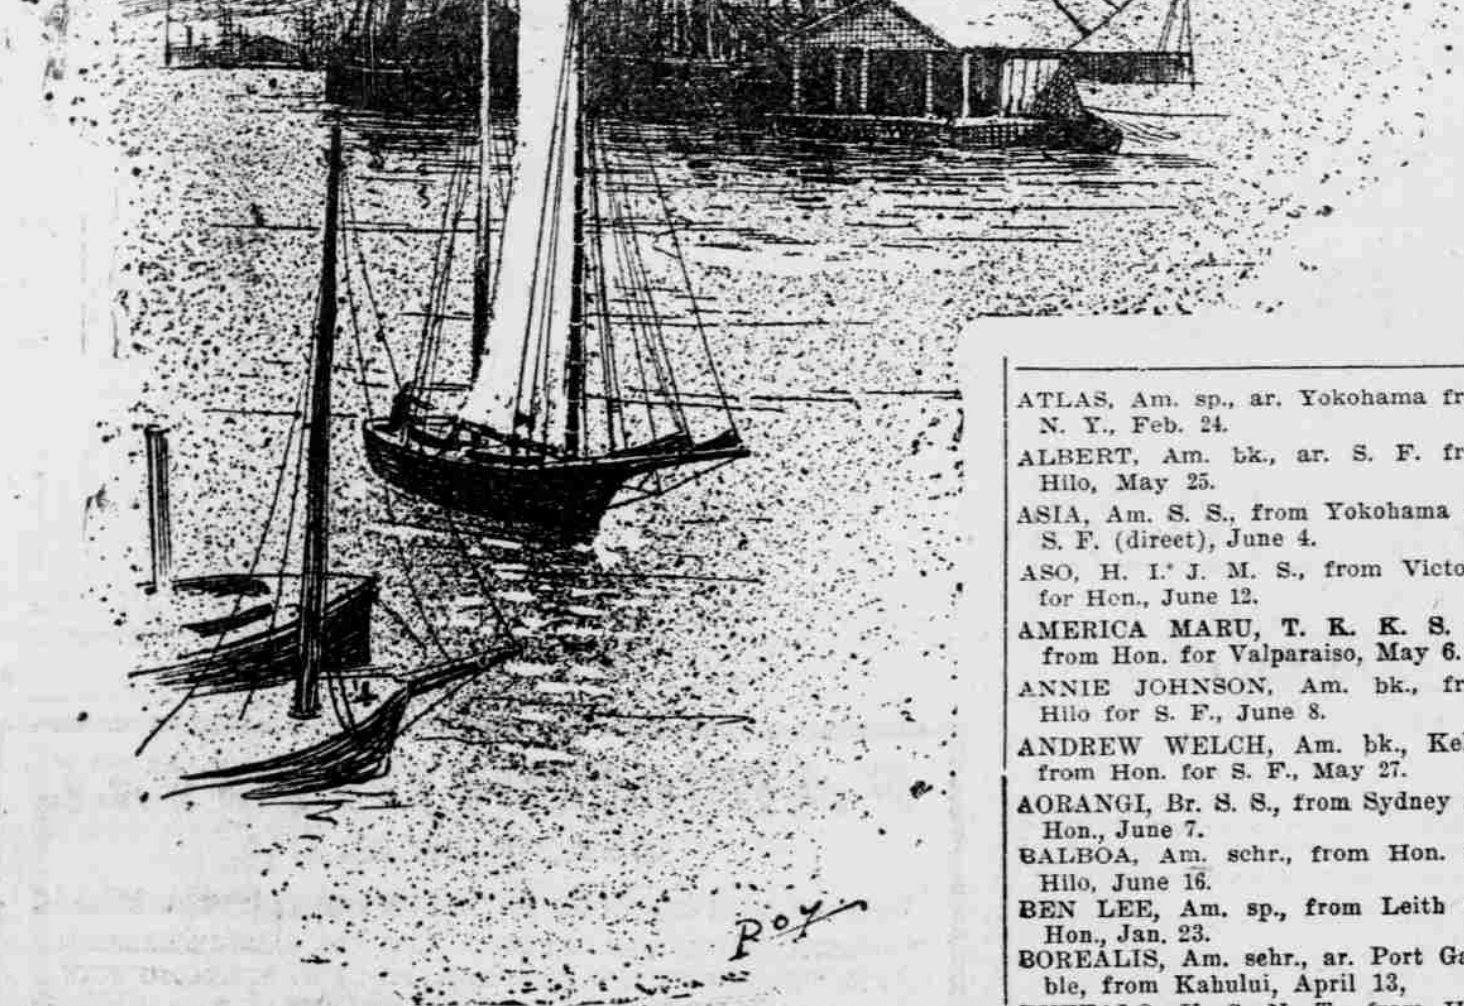 Roy
ATLAS, Am. sp., ar. Yokohama fr
N. Y., Feb. 24.
ALBERT, Am. bk., ar. S. F. fr
Hilo, May 25.
ASIA, Am. S. S., from Yokohama
S. F. (direet), June 4.
ASO, H. I. J. M. S., from Victo
for Hon., June 12.
AMERICA MARU, T. K. K. S.
from Hon. for Valparaiso, May 6.
ANNIE JOHNSON, Am. bk., fr
Hilo for S. F., June 8.
ANDREW WELCH, Am. bk., Ke
from Hon. for S. F., May 27.
AORANGI, Br. S. S., from Sydney
Hon., June 7.
BALBOA, Am. schr., from Hon.
Hilo, June 16.
BEN LEE, Am. sp., from Leith
Hon., Jan. 23.
BOREALIS, Am. sehr., ar. Port Ga
ble, from Kahului, April 13,